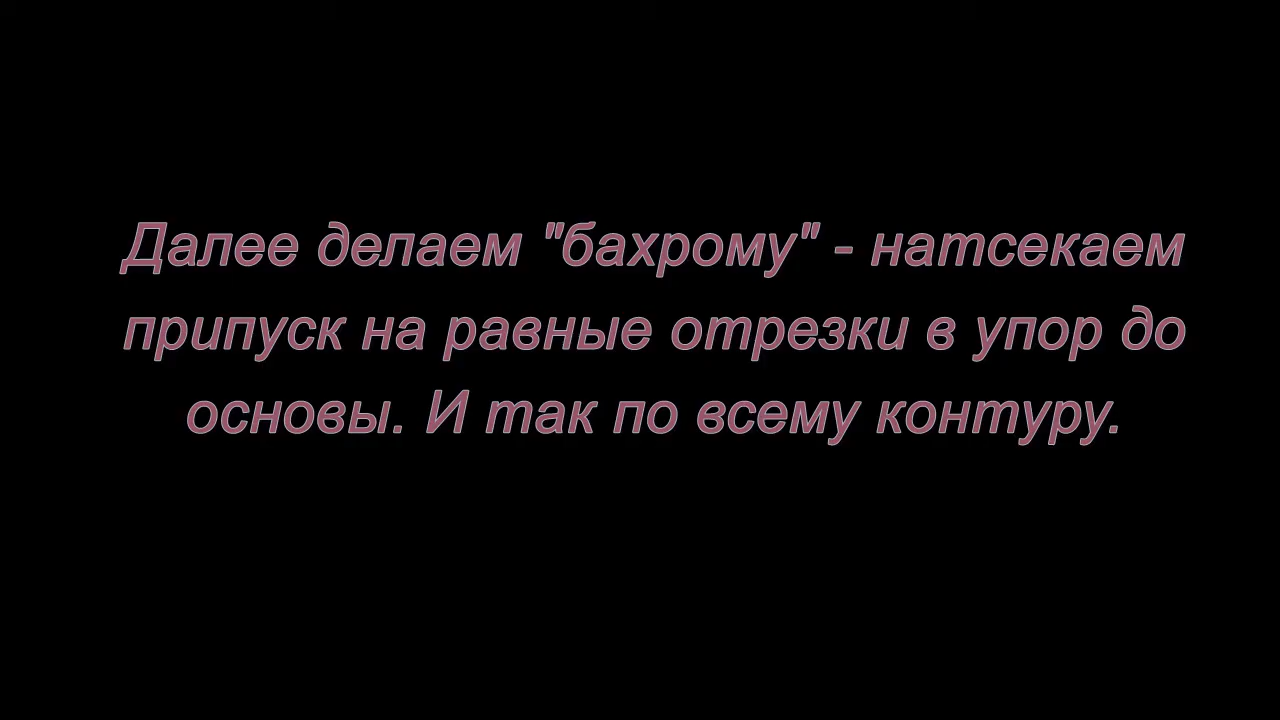 Далее делаем "бахрому" - натсекаем
припуск на равные отрезки в упор до
основы. И так по всему контуру.